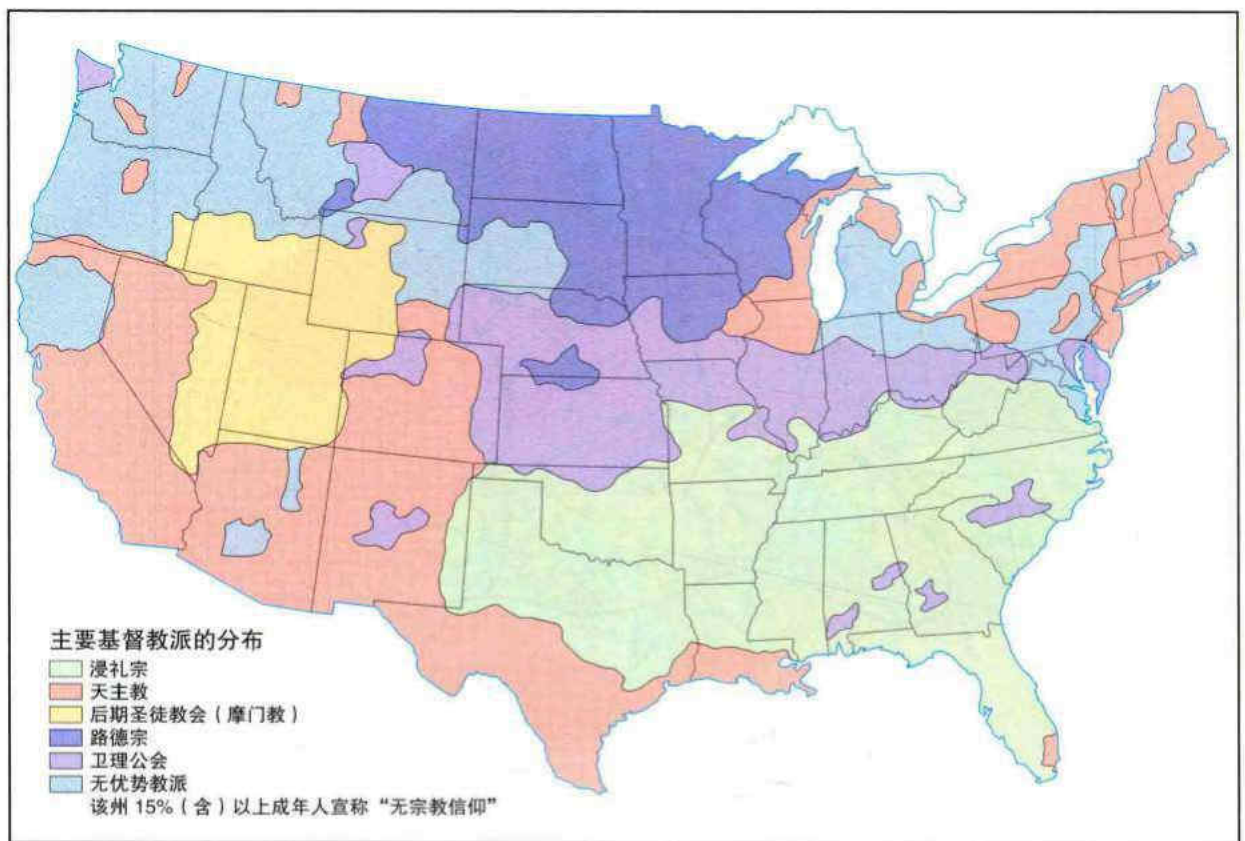 主要基督教派的分布
浸礼宗
天主教
后期圣徒教会（摩门教）
路德宗
卫理公会
无优势教派
该州 15%（含）以上成年人宣称“无宗教信仰”